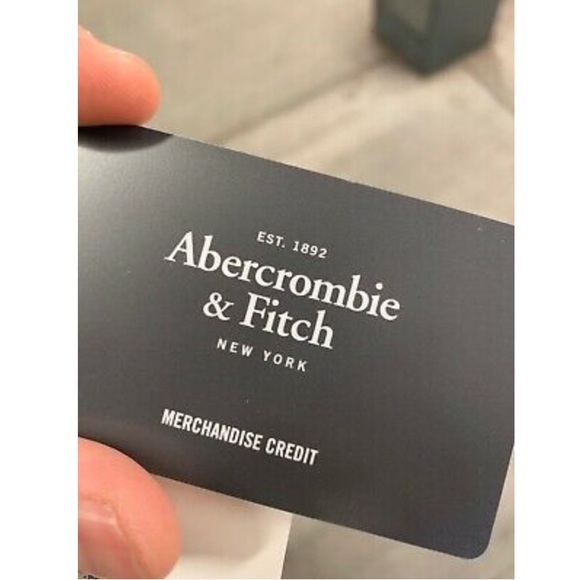 EST. 1892
Abercrombie
& Fitch
NEW YORK
MERCHANDISE CREDIT